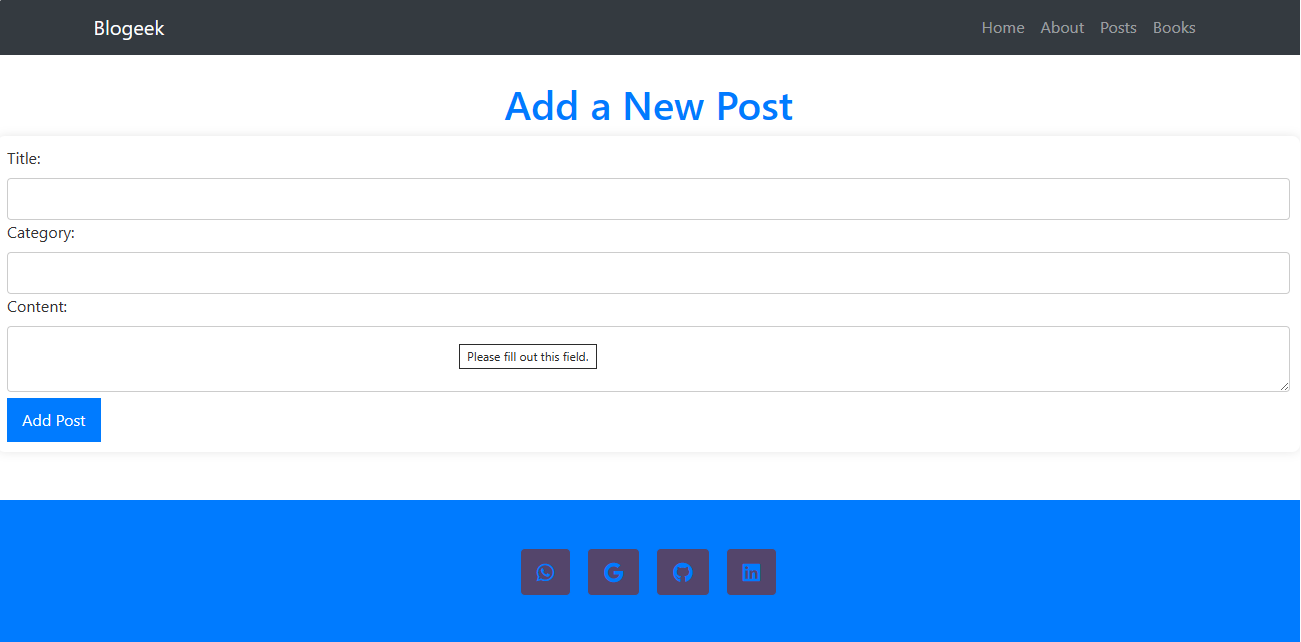 Blogeek Home About Posts Books
Add a New Post
Title:
Category:
Content:
Please fill out this field.
Add Post